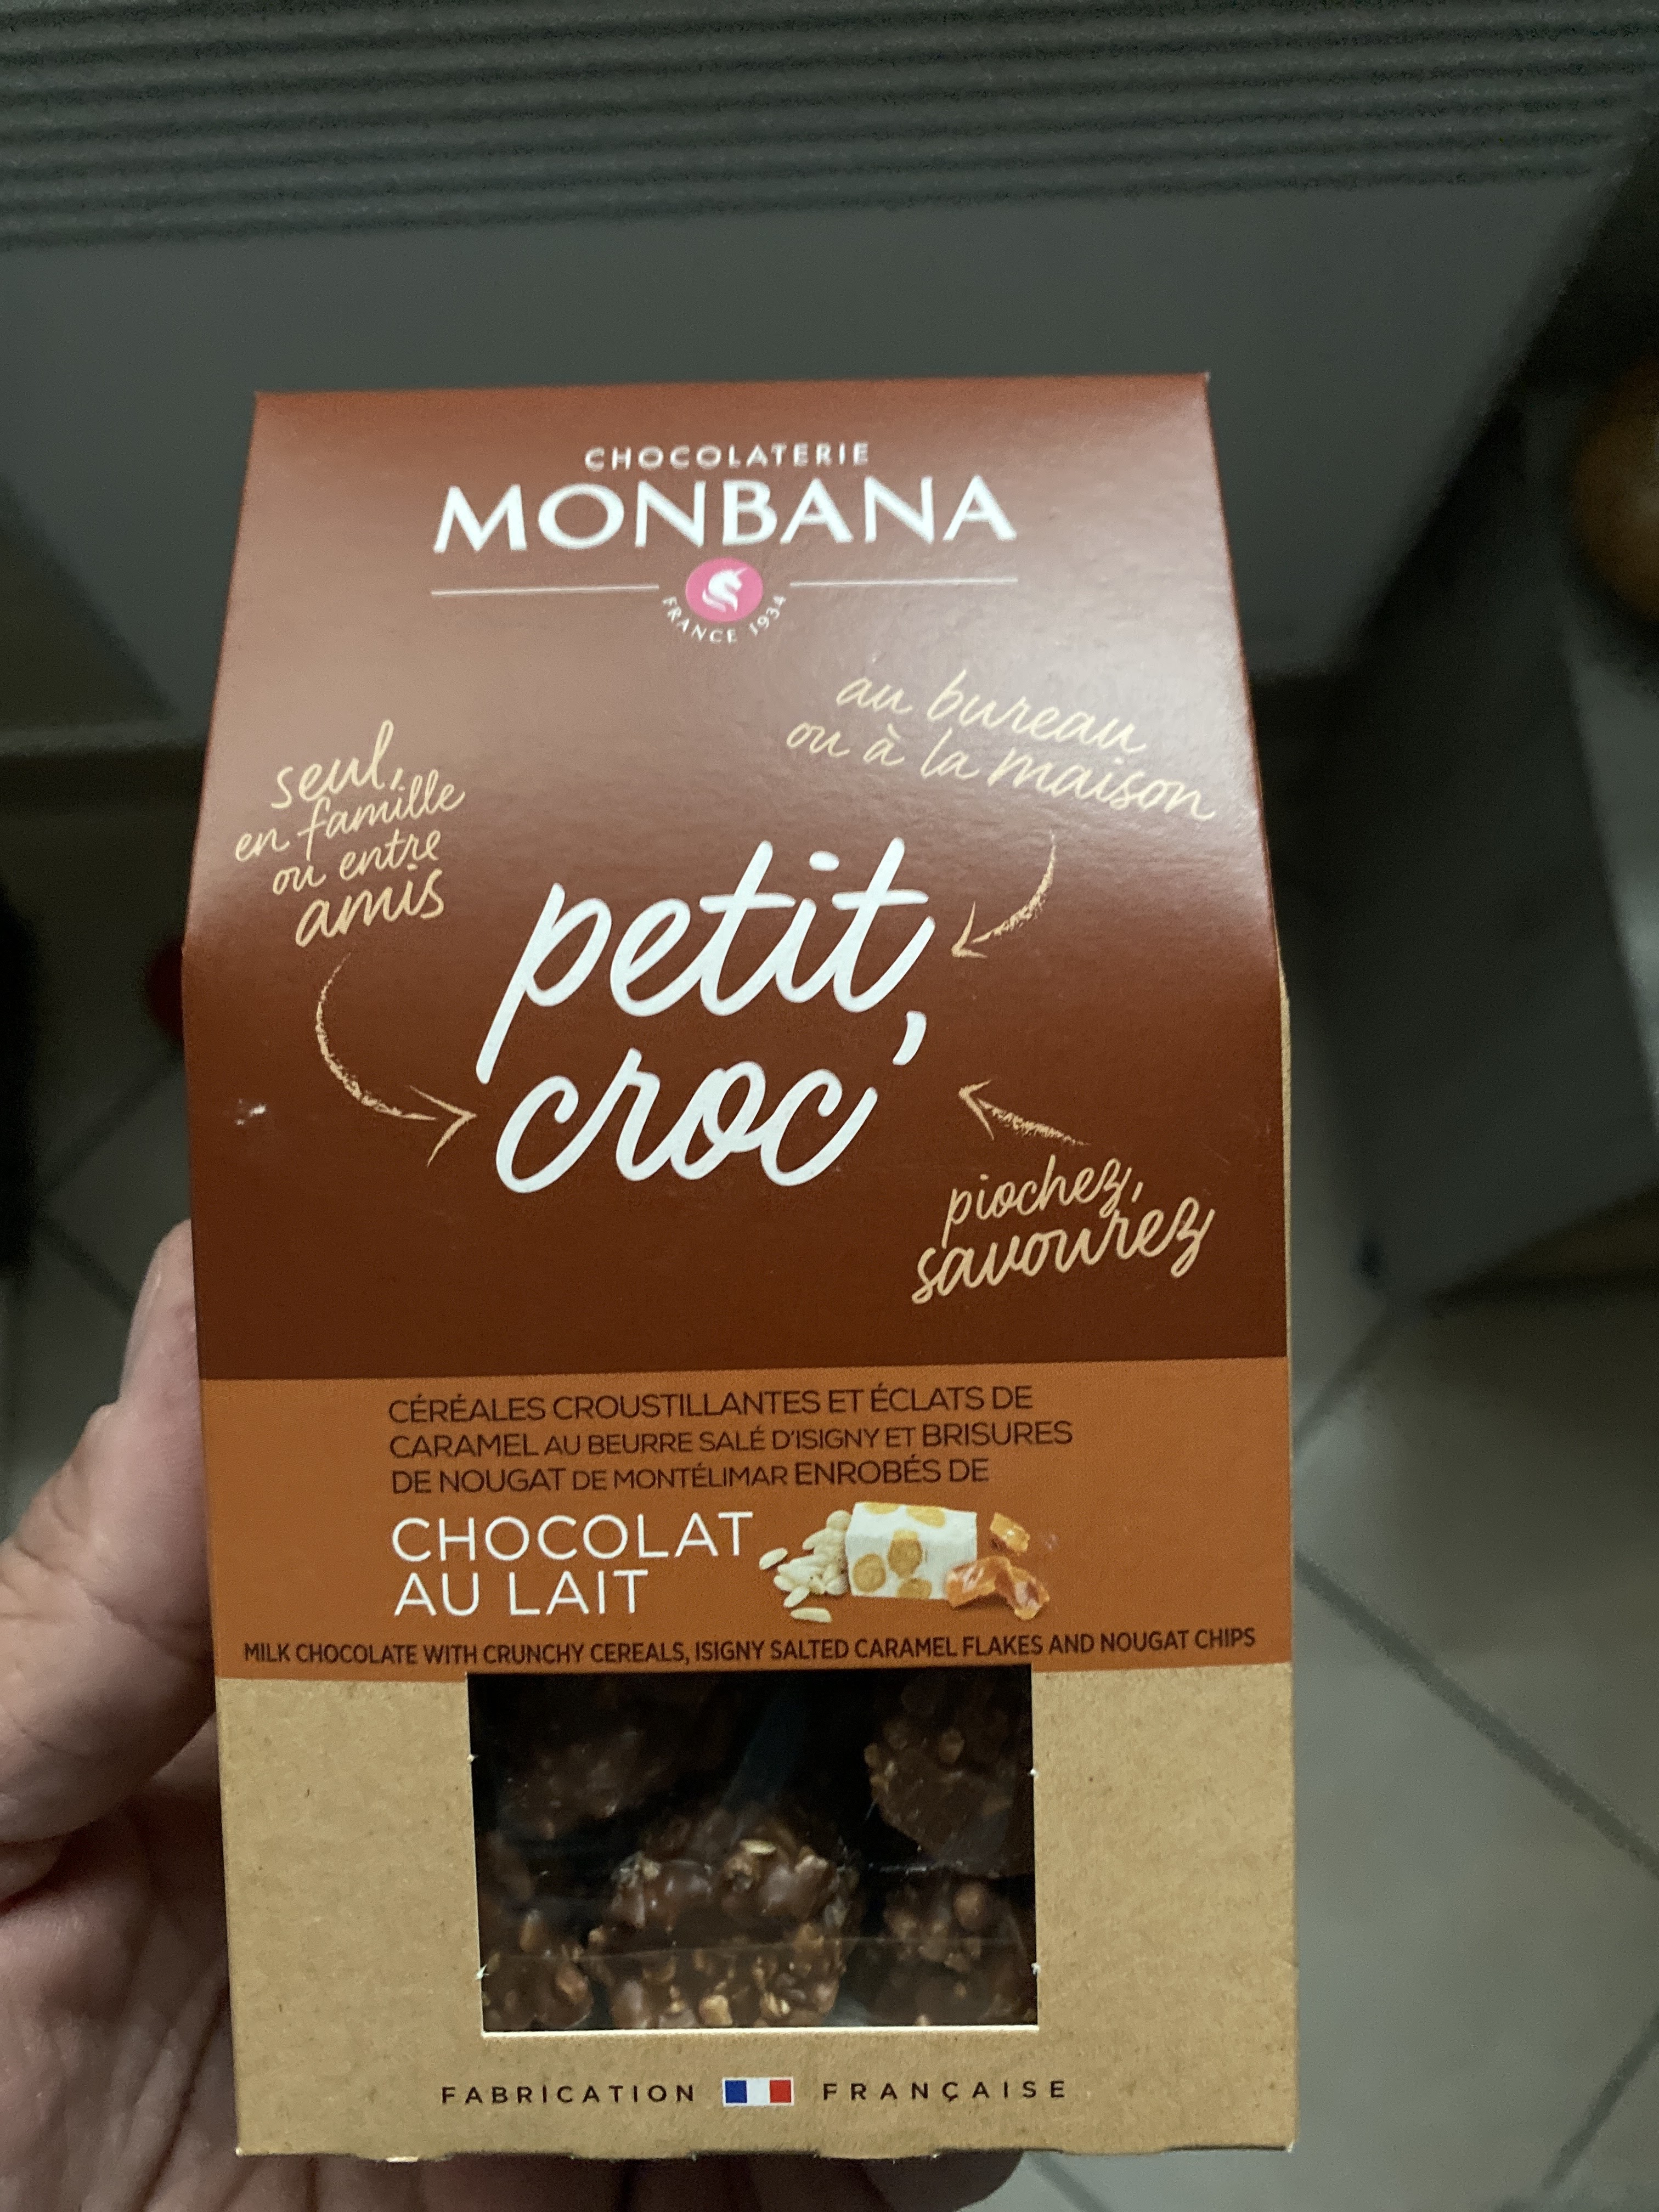 CHOCOLATERIE
MONBANA
FRANCE 1934
au bureau
ou à la maison
seul,
en famille
ou entre
amis
petit,
croc'
piochez,
savourez
CÉRÉALES CROUSTILLANTES ET ÉCLATS DE
CARAMEL AU BEURRE SALÉ D'ISIGNY ET BRISURES
DE NOUGAT DE MONTÉLIMAR ENROBÉS DE
CHOCOLAT
AU LAIT
MILK CHOCOLATE WITH CRUNCHY CEREALS, ISIGNY SALTED CARAMEL FLAKES AND NOUGAT CHIPS
FABRICATION FRANÇAISE